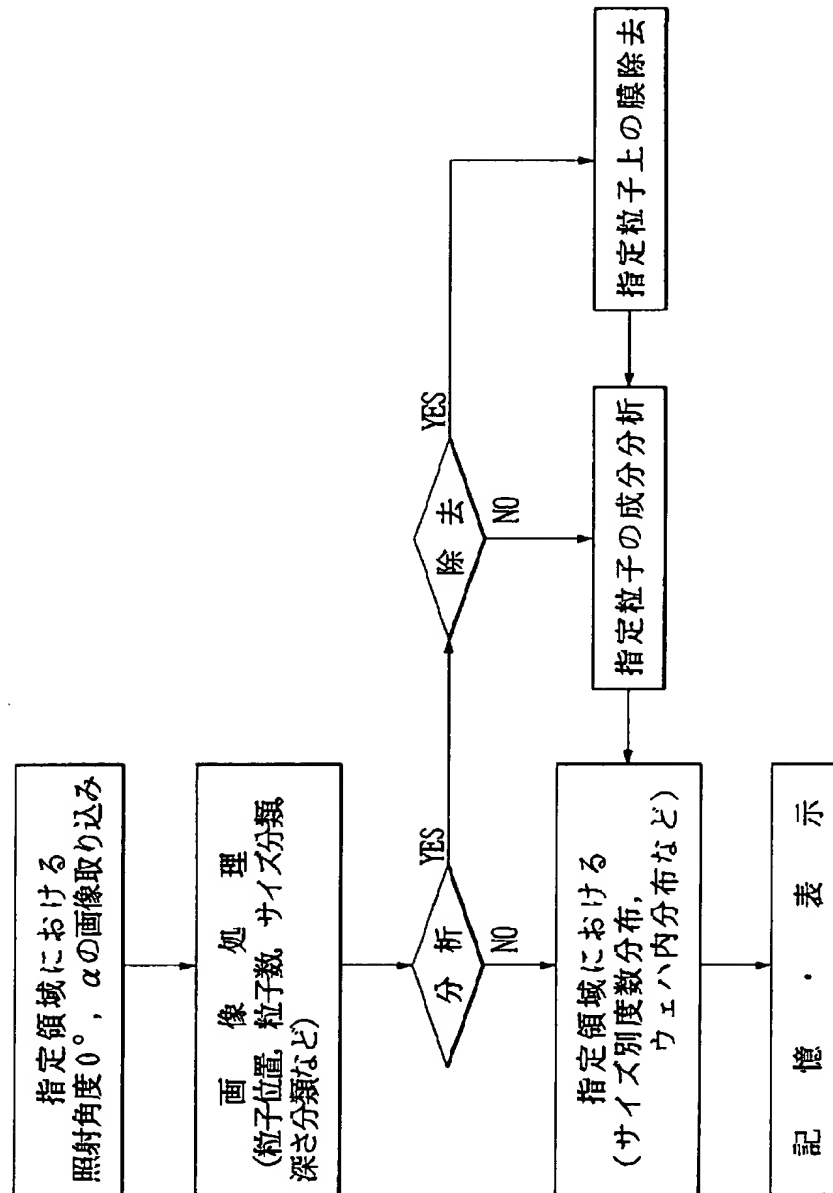 指定領域における
照射角度0°, αの画像取り込み
画像処理
(粒子位置, 粒子数, サイズ分類,
深さ分類など)
分析
YES
NO
除去
YES
NO
指定粒子上の膜除去
指定粒子の成分分析
指定領域における
(サイズ別度数分布,
ウェハ内分布など)
記憶・表示